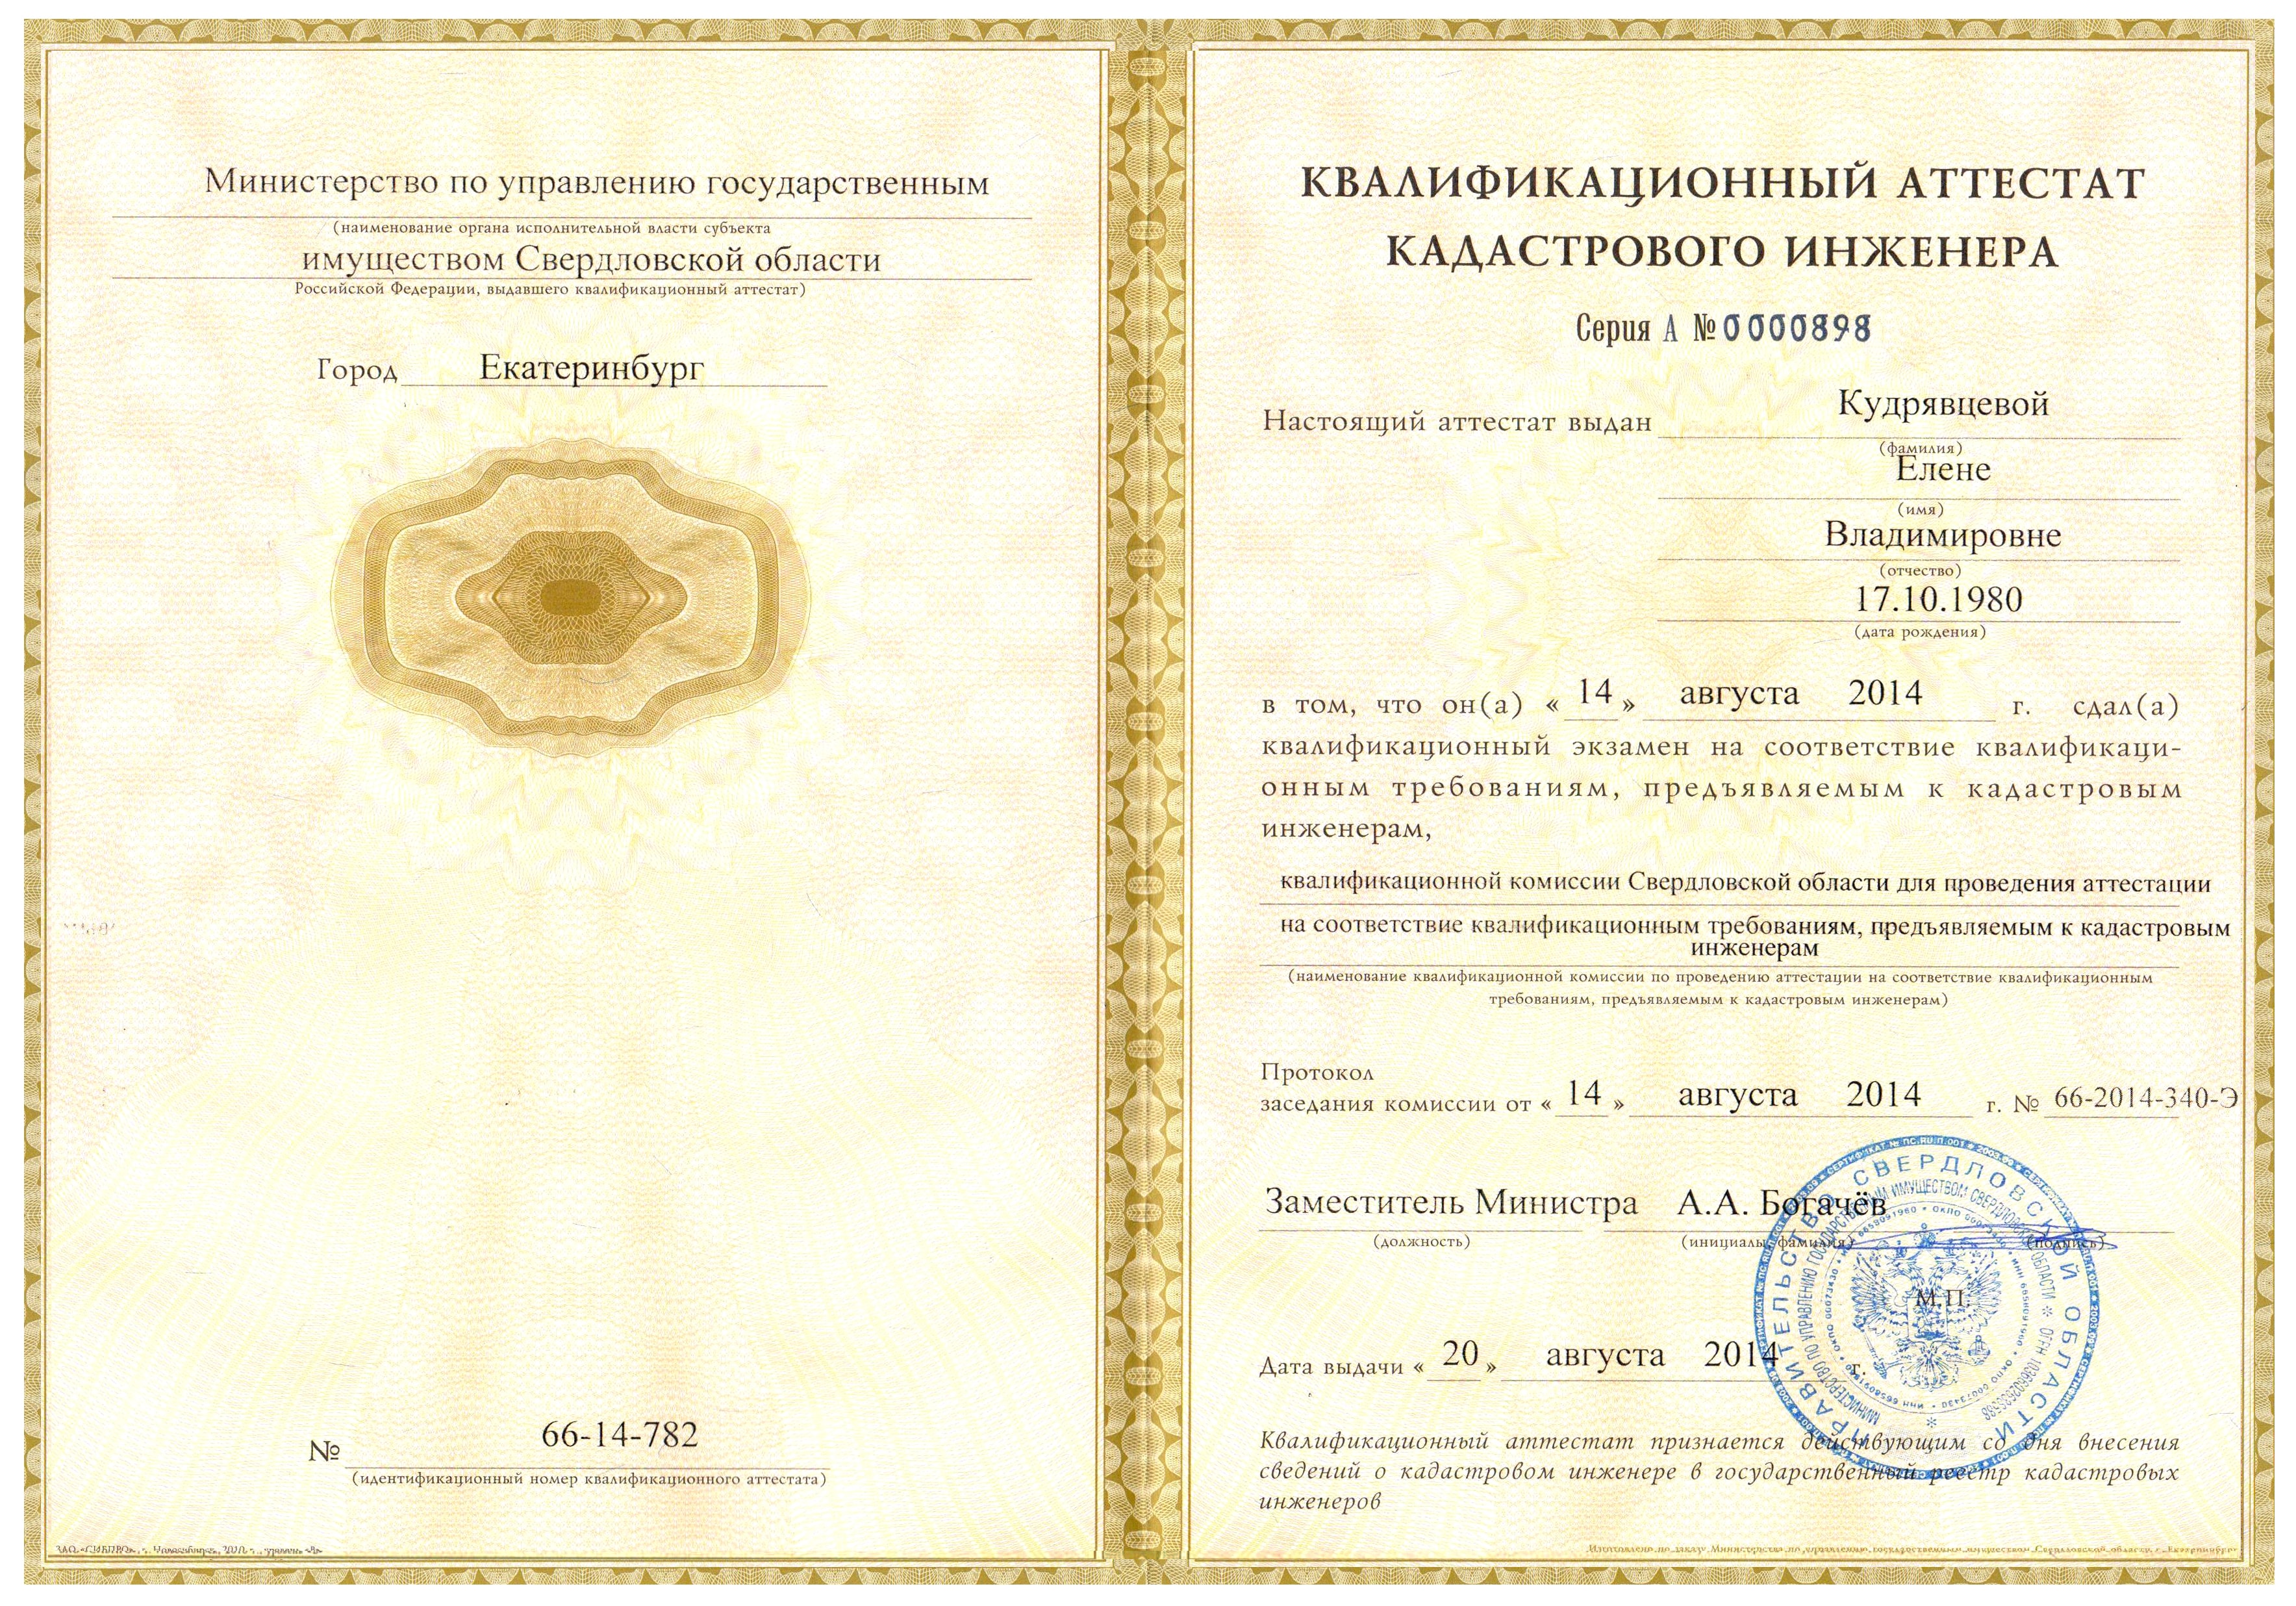 Министерство по управлению государственным
(наименование органа исполнительной власти субъекта
имуществом Свердловской области
Российской Федерации, выдавшего квалификационный аттестат)
Город Екатеринбург
№ 66-14-782
(идентификационный номер квалификационного аттестата)
КВАЛИФИКАЦИОННЫЙ АТТЕСТАТ
КАДАСТРОВОГО ИНЖЕНЕРА
Серия А №0000898
Настоящий аттестат выдан Кудрявцевой
(фамилия)
Елене
(имя)
Владимировне
(отчество)
17.10.1980
(дата рождения)
в том, что он(а) « 14 » августа 2014 г. сдал(а)
квалификационный экзамен на соответствие квалификаци-
онным требованиям, предъявляемым к кадастровым
инженерам,
квалификационной комиссии Свердловской области для проведения аттестации
на соответствие квалификационным требованиям, предъявляемым к кадастровым
инженерам
(наименование квалификационной комиссии по проведению аттестации на соответствие квалификационным
требованиям, предъявляемым к кадастровым инженерам)
Протокол
заседания комиссии от « 14 » августа 2014 г. № 66-2014-340-Э
Заместитель Министра А.А. Богачёв
(должность) (инициалы, фамилия) (подпись)
М.П.
Дата выдачи « 20 » августа 2014 г.
ПРАВИТЕЛЬСТВО СВЕРДЛОВСКОЙ ОБЛАСТИ
МИНИСТЕРСТВО ПО УПРАВЛЕНИЮ ГОСУДАРСТВЕННЫМ ИМУЩЕСТВОМ СВЕРДЛОВСКОЙ ОБЛАСТИ
Квалификационный аттестат признается действующим со дня внесения
сведений о кадастровом инженере в государственный реестр кадастровых
инженеров
Изготовлено по заказу Министерства по управлению государственным имуществом Свердловской области, г. Екатеринбург